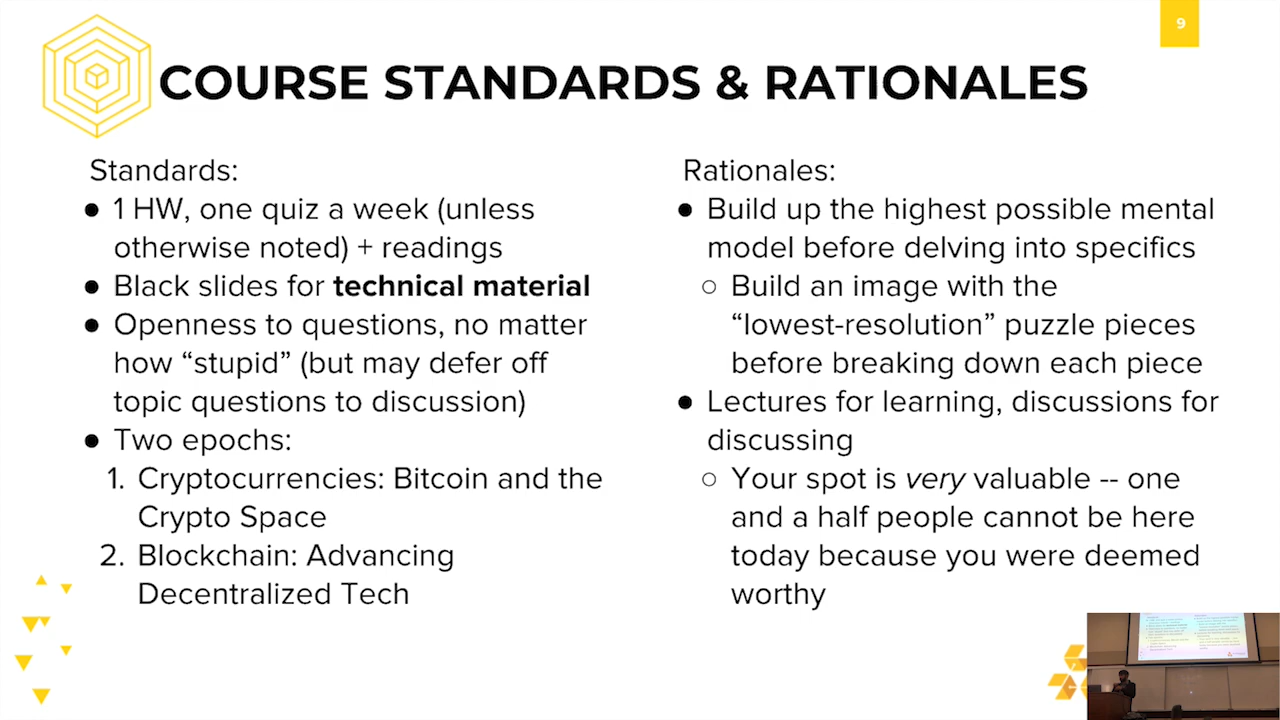 9
COURSE STANDARDS & RATIONALES
Standards:
● 1 HW, one quiz a week (unless
otherwise noted) + readings
● Black slides for technical material
● Openness to questions, no matter
how “stupid” (but may defer off
topic questions to discussion)
● Two epochs:
1. Cryptocurrencies: Bitcoin and the
Crypto Space
2. Blockchain: Advancing
Decentralized Tech
Rationales:
● Build up the highest possible mental
model before delving into specifics
○ Build an image with the
“lowest-resolution” puzzle pieces
before breaking down each piece
● Lectures for learning, discussions for
discussing
○ Your spot is very valuable -- one
and a half people cannot be here
today because you were deemed
worthy